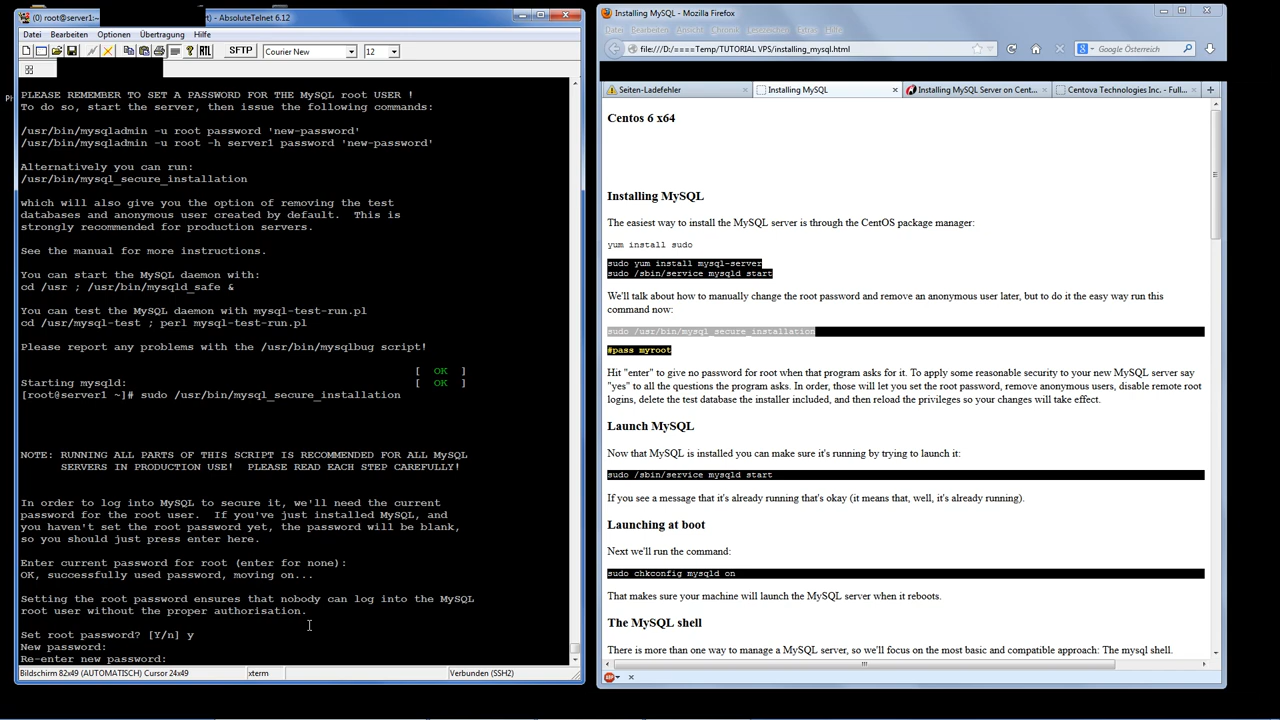 (0) root@server1:~
t) - AbsoluteTelnet 6.12
Datei Bearbeiten Optionen Übertragung Hilfe
RTL SFTP Courier New 12
PLEASE REMEMBER TO SET A PASSWORD FOR THE MySQL root USER !
To do so, start the server, then issue the following commands:
/usr/bin/mysqladmin -u root password 'new-password'
/usr/bin/mysqladmin -u root -h server1 password 'new-password'
Alternatively you can run:
/usr/bin/mysql_secure_installation
which will also give you the option of removing the test
databases and anonymous user created by default.  This is
strongly recommended for production servers.
See the manual for more instructions.
You can start the MySQL daemon with:
cd /usr ; /usr/bin/mysqld_safe &
You can test the MySQL daemon with mysql-test-run.pl
cd /usr/mysql-test ; perl mysql-test-run.pl
Please report any problems with the /usr/bin/mysqlbug script!
[  OK  ]
Starting mysqld: [  OK  ]
[root@server1 ~]# sudo /usr/bin/mysql_secure_installation
NOTE: RUNNING ALL PARTS OF THIS SCRIPT IS RECOMMENDED FOR ALL MySQL
SERVERS IN PRODUCTION USE!  PLEASE READ EACH STEP CAREFULLY!
In order to log into MySQL to secure it, we'll need the current
password for the root user.  If you've just installed MySQL, and
you haven't set the root password yet, the password will be blank,
so you should just press enter here.
Enter current password for root (enter for none):
OK, successfully used password, moving on...
Setting the root password ensures that nobody can log into the MySQL
root user without the proper authorisation.
Set root password? [Y/n] y
New password:
Re-enter new password:
Bildschirm 82x49 (AUTOMATISCH) Cursor 24x49 xterm Verbunden (SSH2)
Installing MySQL - Mozilla Firefox
Datei Bearbeiten Ansicht Chronik Lesezeichen Extras Hilfe
file:///D:/====Temp/TUTORIAL VPS/installing_mysql.html
Google Österreich
Seiten-Ladefehler Installing MySQL Installing MySQL Server on Cent... Centova Technologies Inc. - Full...
Centos 6 x64
Installing MySQL
The easiest way to install the MySQL server is through the CentOS package manager:
yum install sudo
sudo yum install mysql-server
sudo /sbin/service mysqld start
We'll talk about how to manually change the root password and remove an anonymous user later, but to do it the easy way run this
command now:
sudo /usr/bin/mysql_secure_installation
#pass myroot
Hit "enter" to give no password for root when that program asks for it. To apply some reasonable security to your new MySQL server say
"yes" to all the questions the program asks. In order, those will let you set the root password, remove anonymous users, disable remote root
logins, delete the test database the installer included, and then reload the privileges so your changes will take effect.
Launch MySQL
Now that MySQL is installed you can make sure it's running by trying to launch it:
sudo /sbin/service mysqld start
If you see a message that it's already running that's okay (it means that, well, it's already running).
Launching at boot
Next we'll run the command:
sudo chkconfig mysqld on
That makes sure your machine will launch the MySQL server when it reboots.
The MySQL shell
There is more than one way to manage a MySQL server, so we'll focus on the most basic and compatible approach: The mysql shell.